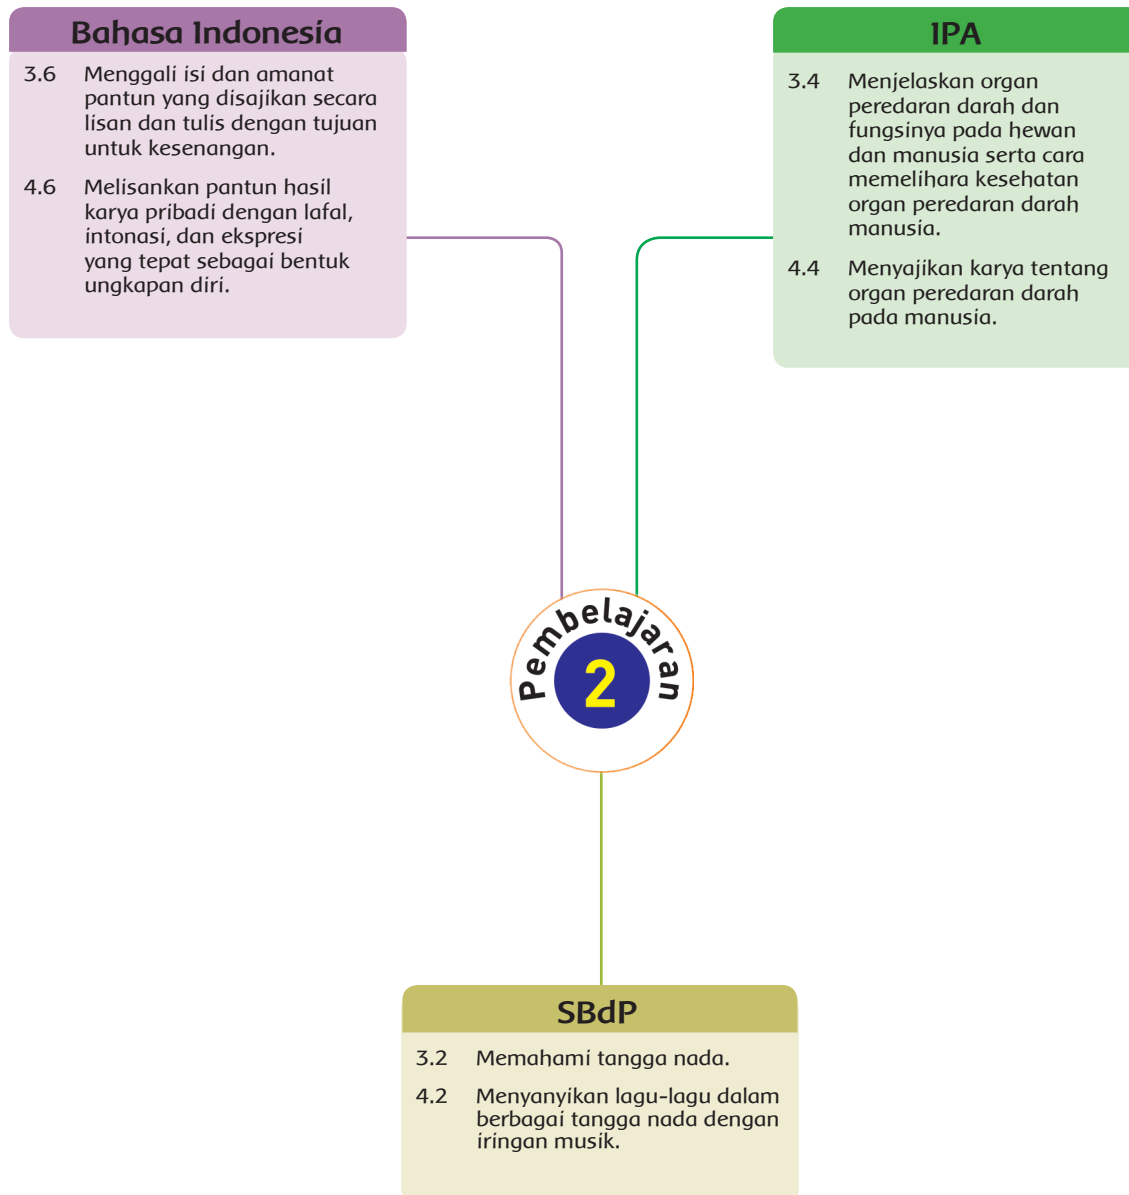 Bahasa Indonesia
3.6 Menggali isi dan amanat
pantun yang disajikan secara
lisan dan tulis dengan tujuan
untuk kesenangan.
4.6 Melisankan pantun hasil
karya pribadi dengan lafal,
intonasi, dan ekspresi
yang tepat sebagai bentuk
ungkapan diri.
IPA
3.4 Menjelaskan organ
peredaran darah dan
fungsinya pada hewan
dan manusia serta cara
memelihara kesehatan
organ peredaran darah
manusia.
4.4 Menyajikan karya tentang
organ peredaran darah
pada manusia.
Pembelajaran
2
SBdP
3.2 Memahami tangga nada.
4.2 Menyanyikan lagu-lagu dalam
berbagai tangga nada dengan
iringan musik.